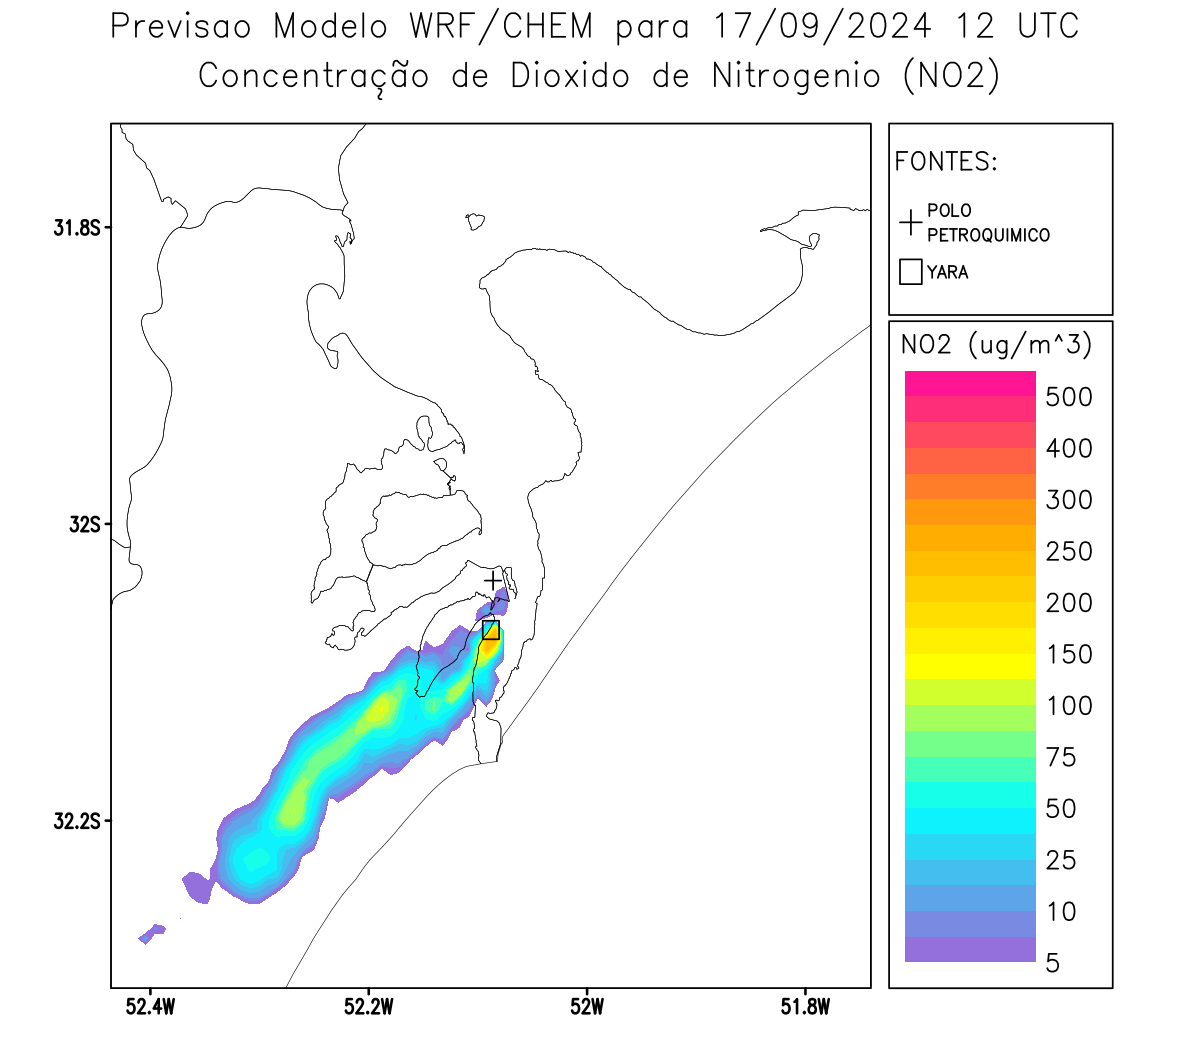 Previsao Modelo WRF/CHEM para 17/09/2024 12 UTC
Concentração de Dioxido de Nitrogenio (NO2)
FONTES:
POLO
PETROQUIMICO
YARA
NO2 (ug/m^3)
500
400
300
250
200
150
100
75
50
25
10
5
31.8S
32S
32.2S
52.4W
52.2W
52W
51.8W